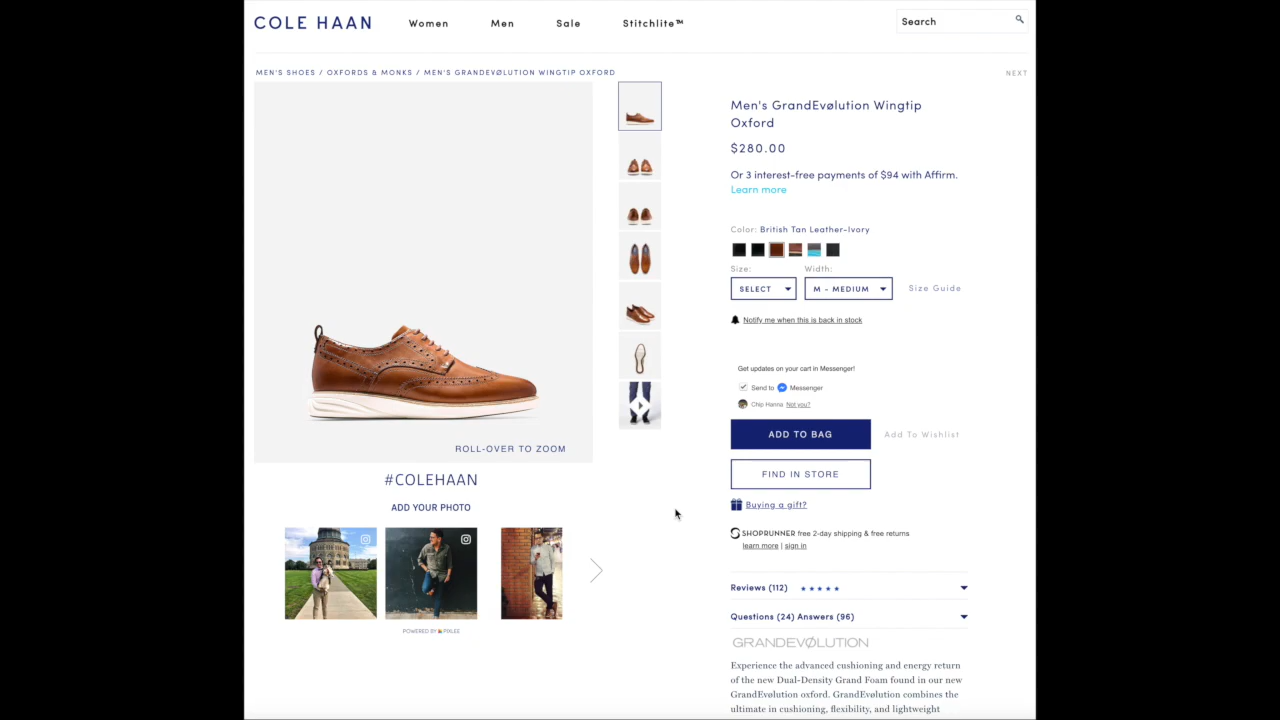 COLE HAAN
Women
Men
Sale
Stitchlite™
Search
MEN'S SHOES / OXFORDS & MONKS / MEN'S GRANDEVØLUTION WINGTIP OXFORD
NEXT
ROLL-OVER TO ZOOM
#COLEHAAN
ADD YOUR PHOTO
POWERED BY PIXLEE
Men's GrandEvølution Wingtip
Oxford
$280.00
Or 3 interest-free payments of $94 with Affirm.
Learn more
Color: British Tan Leather-Ivory
Size: Width:
SELECT M - MEDIUM Size Guide
Notify me when this is back in stock
Get updates on your cart in Messenger!
Send to Messenger
Chip Hanna Not you?
ADD TO BAG Add To Wishlist
FIND IN STORE
Buying a gift?
SHOPRUNNER free 2-day shipping & free returns
learn more | sign in
Reviews (112)
Questions (24) Answers (96)
GRANDEVØLUTION
Experience the advanced cushioning and energy return
of the new Dual-Density Grand Foam found in our new
GrandEvølution oxford. GrandEvølution combines the
ultimate in cushioning, flexibility, and lightweight